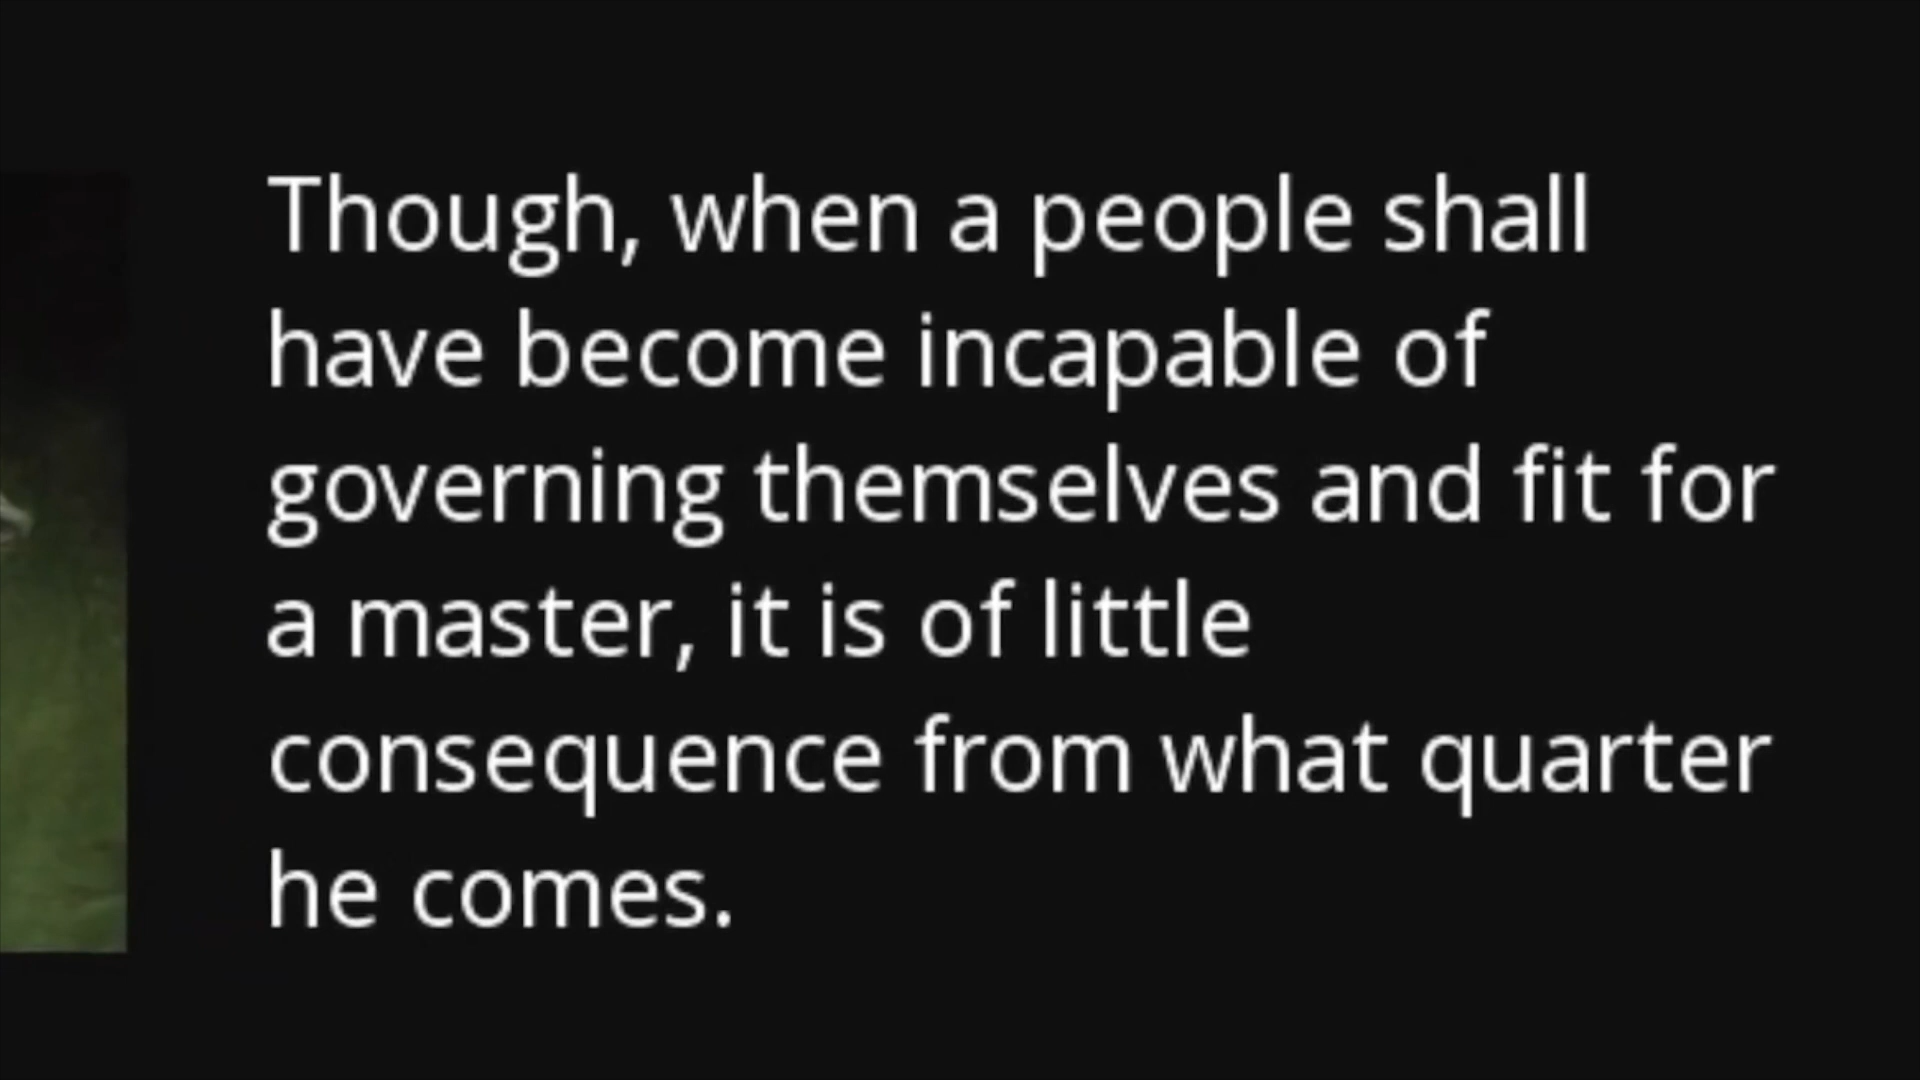 Though, when a people shall
have become incapable of
governing themselves and fit for
a master, it is of little
consequence from what quarter
he comes.